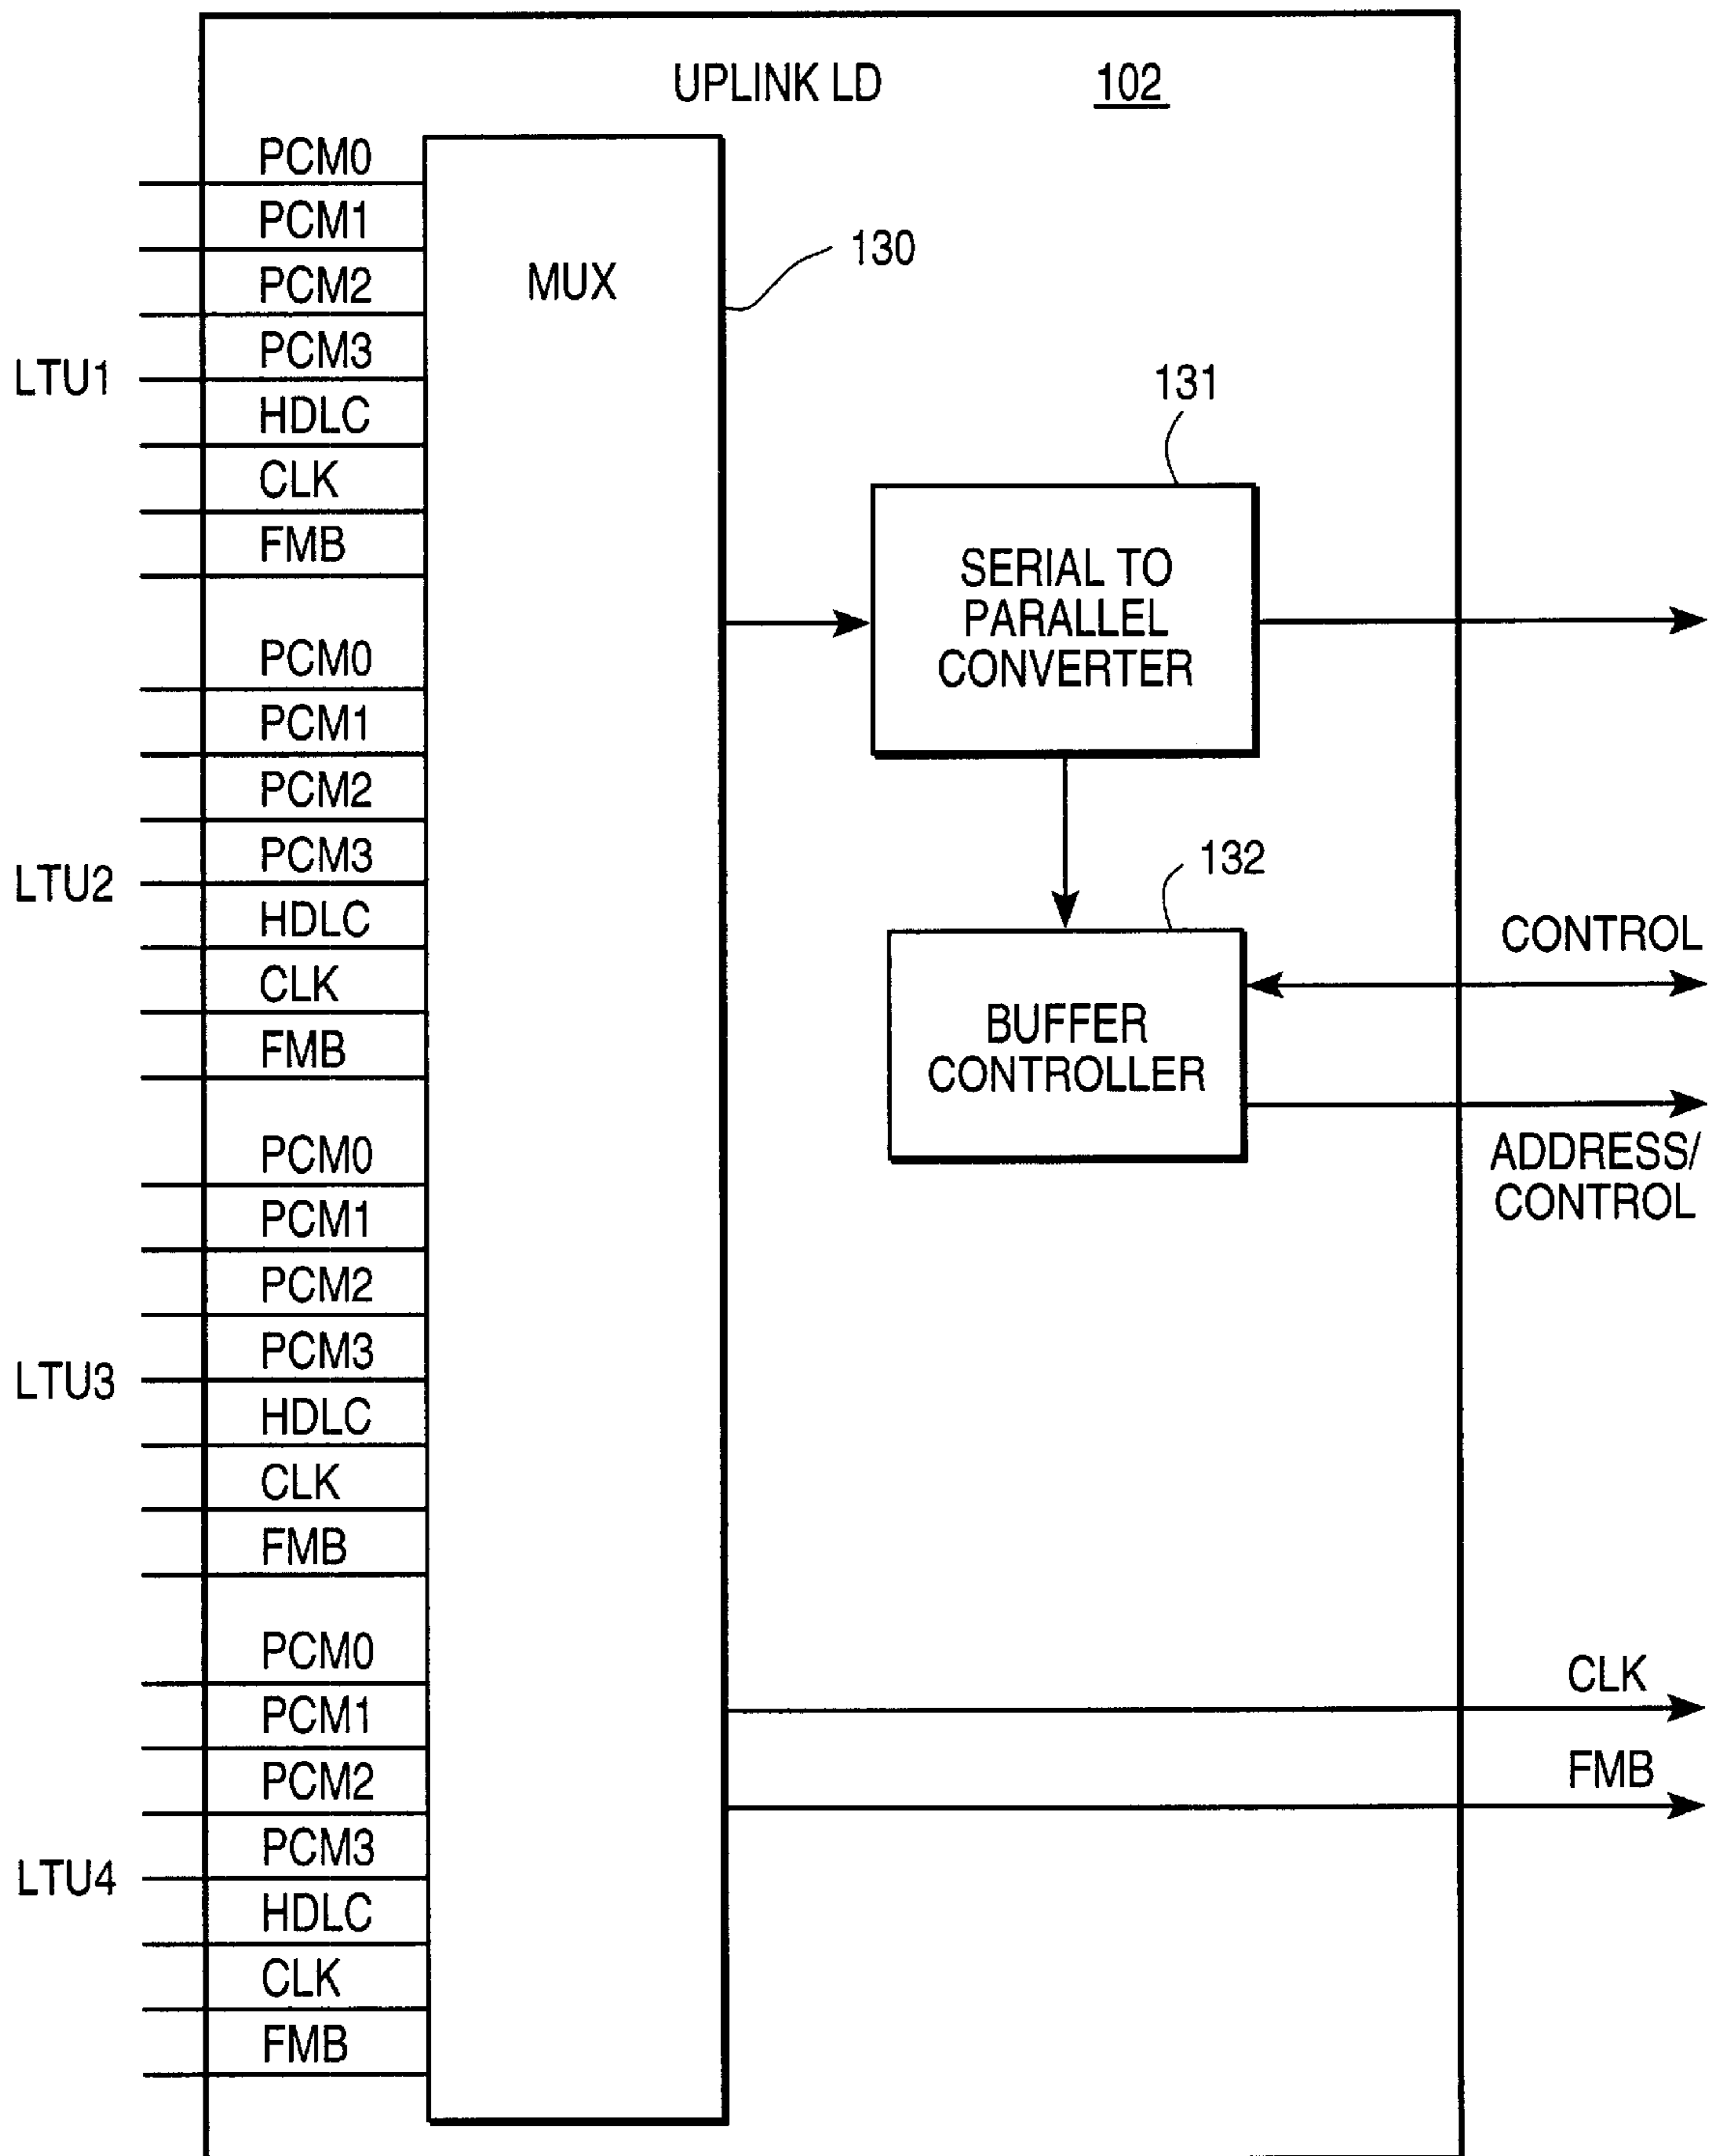 UPLINK LD 102
LTU1
PCM0
PCM1
PCM2
PCM3
HDLC
CLK
FMB
LTU2
PCM0
PCM1
PCM2
PCM3
HDLC
CLK
FMB
LTU3
PCM0
PCM1
PCM2
PCM3
HDLC
CLK
FMB
LTU4
PCM0
PCM1
PCM2
PCM3
HDLC
CLK
FMB
MUX
130
131
SERIAL TO
PARALLEL
CONVERTER
132
BUFFER
CONTROLLER
CONTROL
ADDRESS/
CONTROL
CLK
FMB